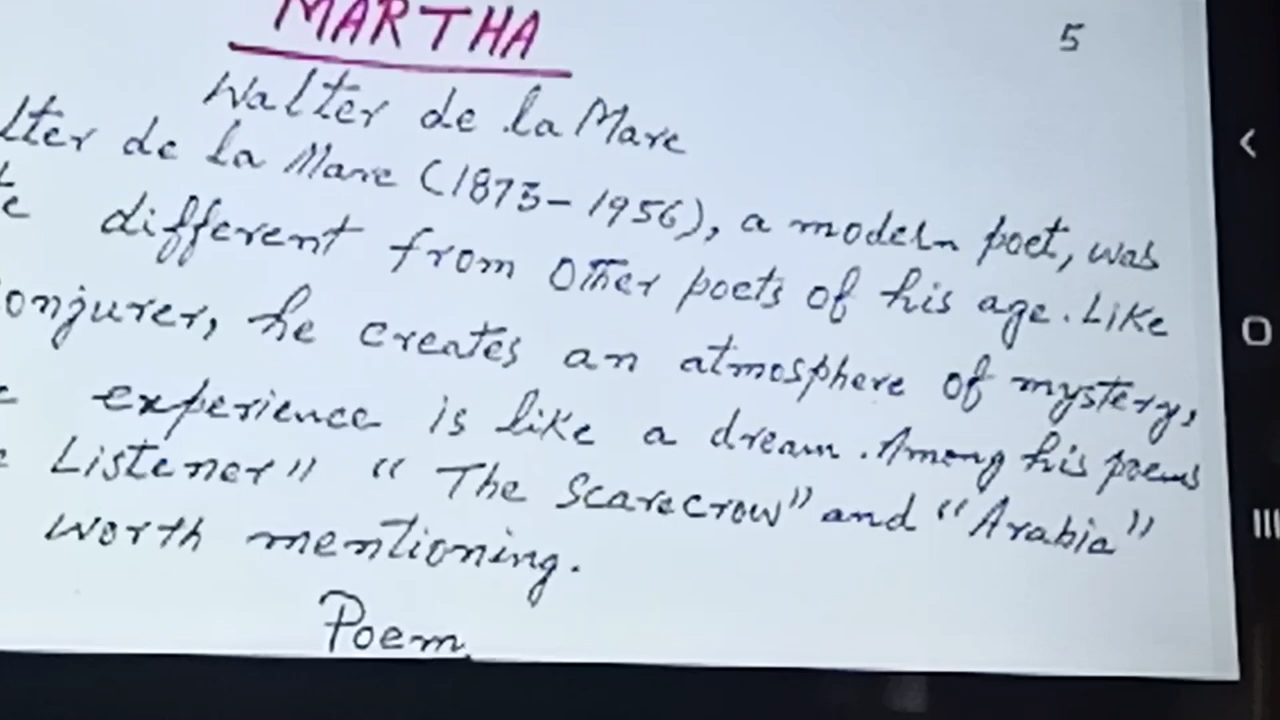 MARTHA
5
Walter de la Mare
lter de la Mare (1873-1956), a modern poet, was
te different from other poets of his age. Like
onjurer, he creates an atmosphere of mystery,
e experience is like a dream. Among his poems
e Listener" "The Scarecrow" and "Arabia"
worth mentioning.
Poem